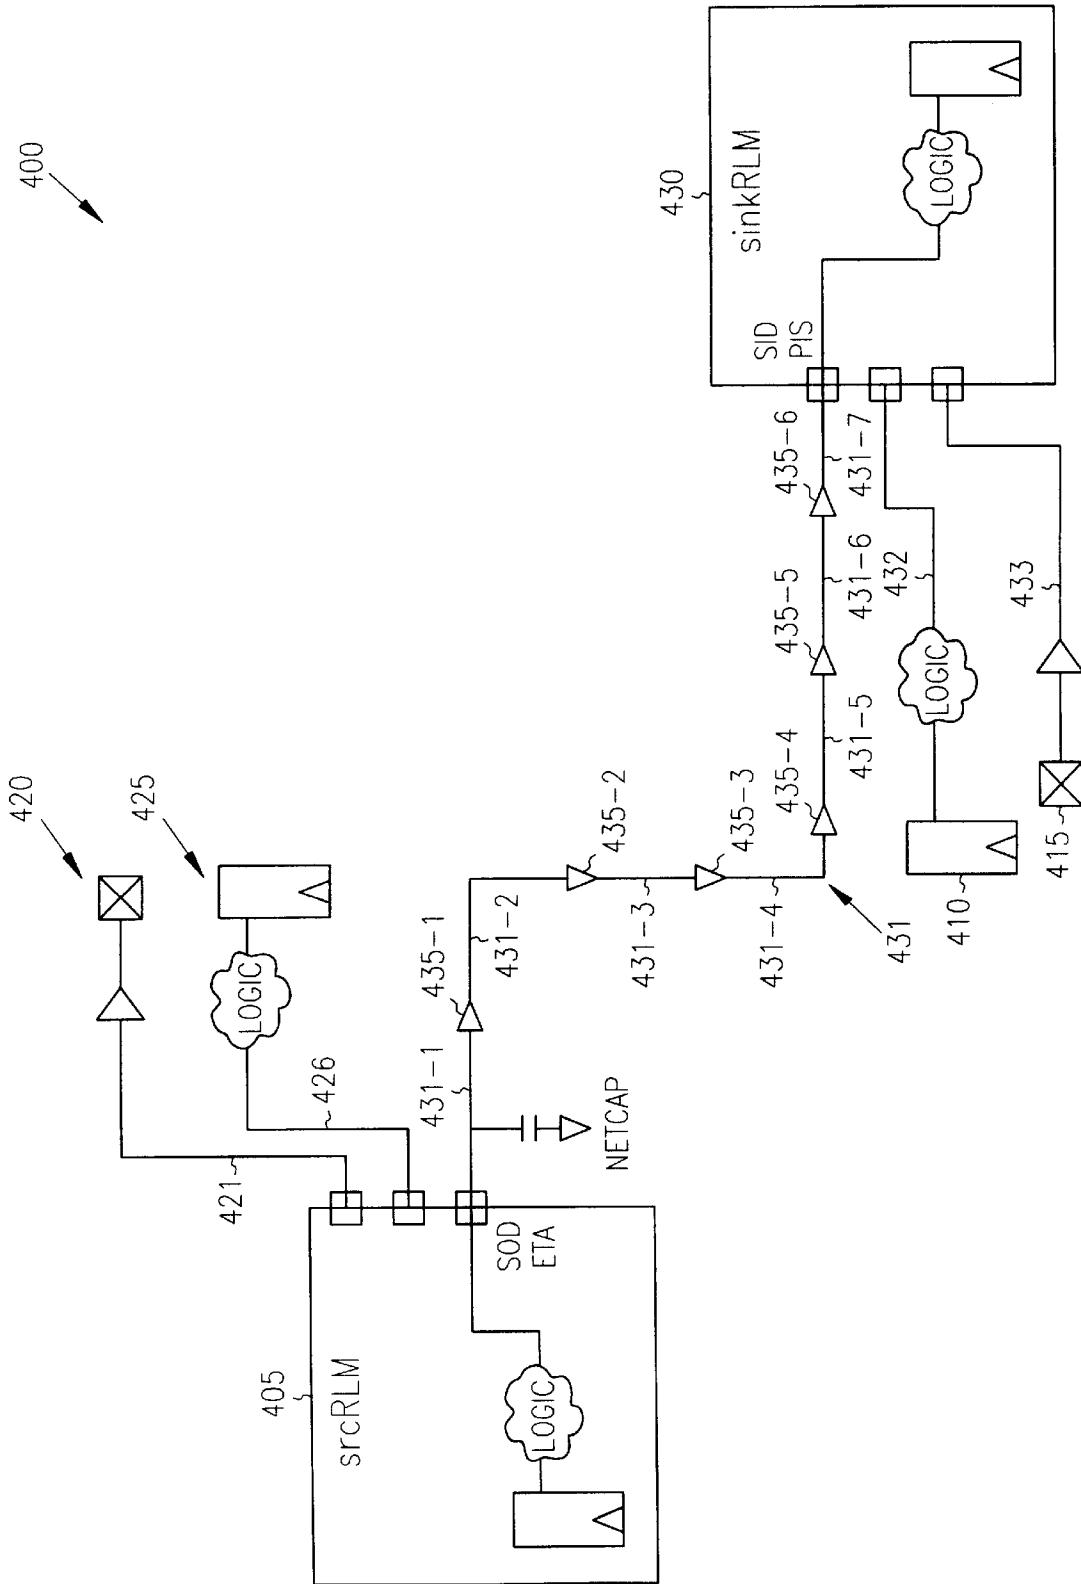 400
420
425
LOGIC
421
426
405
srcRLM
SOD
ETA
LOGIC
NETCAP
431-1
435-1
431-2
435-2
431-3
435-3
431-4
431
435-4
431-5
435-5
431-6
435-6
431-7
430
sinkRLM
SID
PIS
LOGIC
432
LOGIC
410
433
415